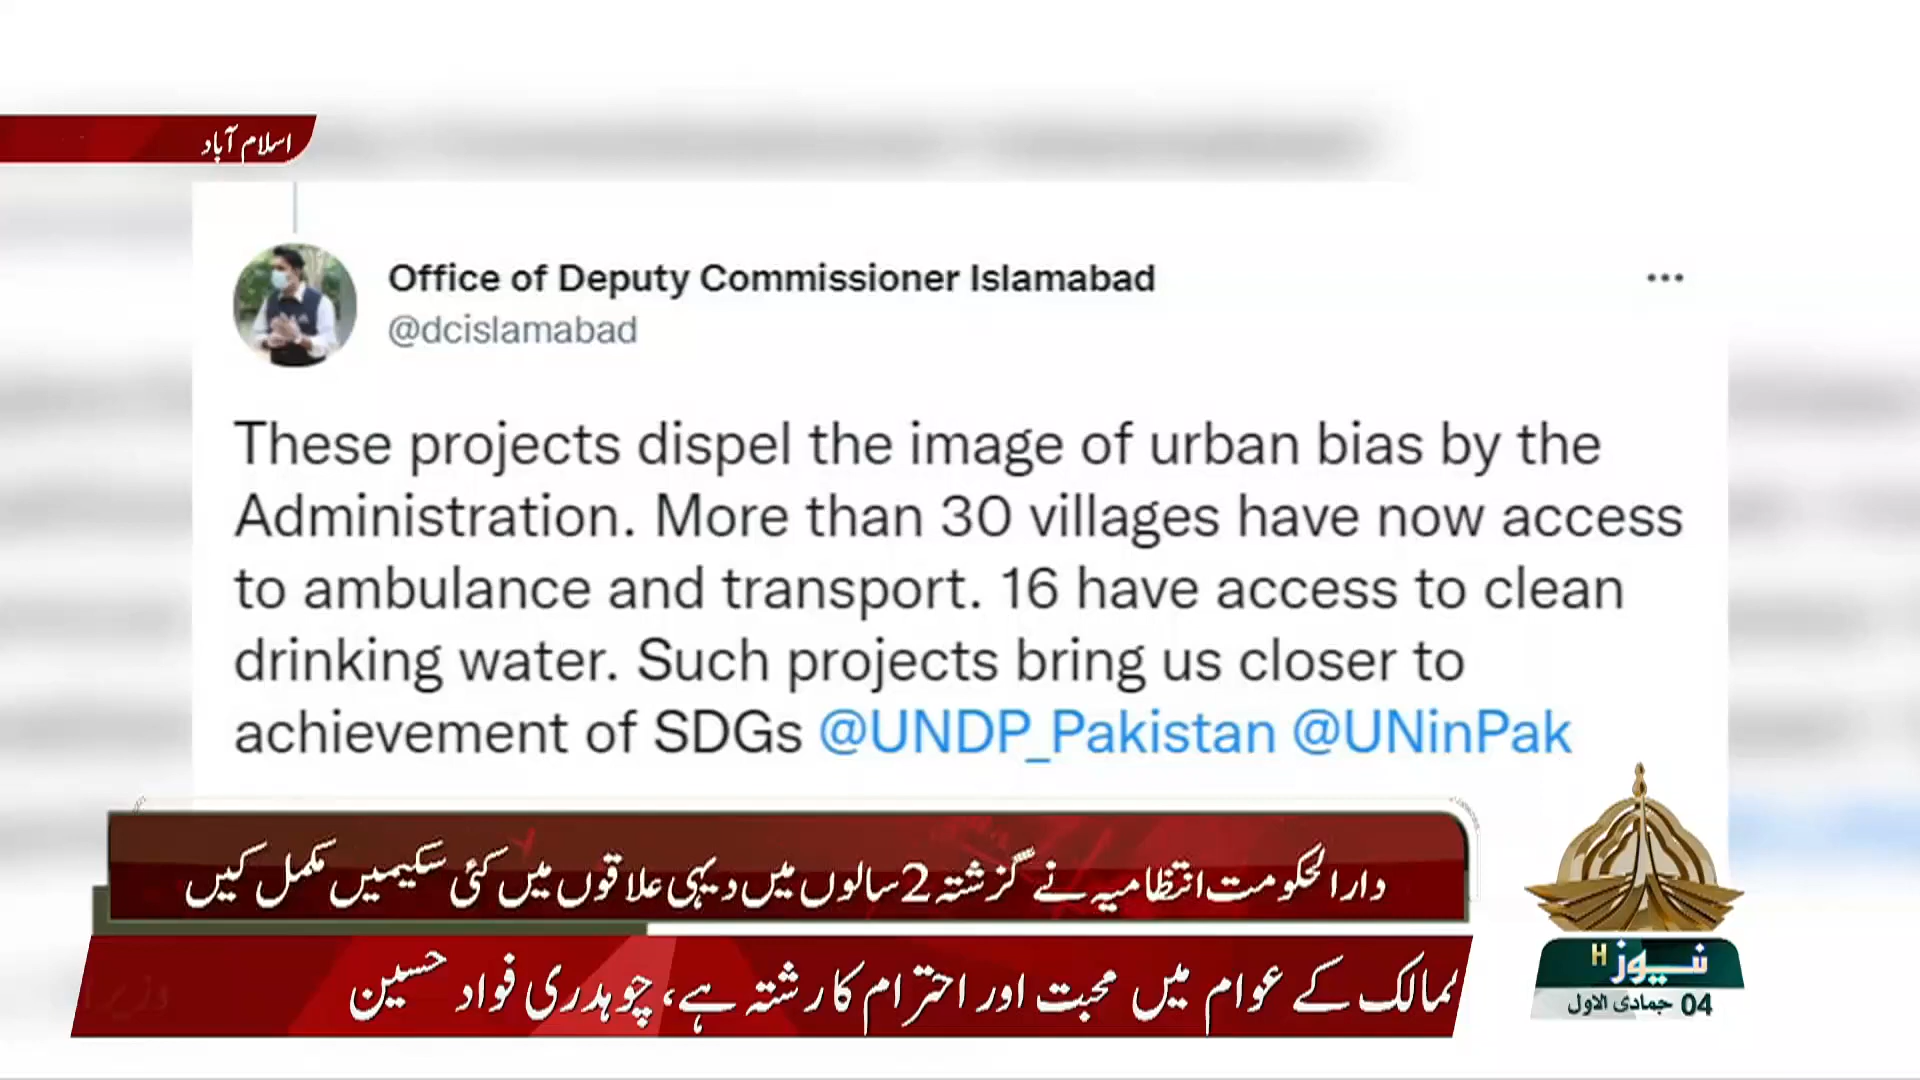 اسلام آباد
Office of Deputy Commissioner Islamabad
@dcislamabad
These projects dispel the image of urban bias by the
Administration. More than 30 villages have now access
to ambulance and transport. 16 have access to clean
drinking water. Such projects bring us closer to
achievement of SDGs @UNDP_Pakistan @UNinPak
دارالحکومت انتظامیہ نے گزشتہ 2 سالوں میں دیہی علاقوں میں کئی سکیمیں مکمل کیں
ممالک کے عوام میں محبت اور احترام کا رشتہ ہے، چوہدری فواد حسین
نیوز H
04 جمادی الاول